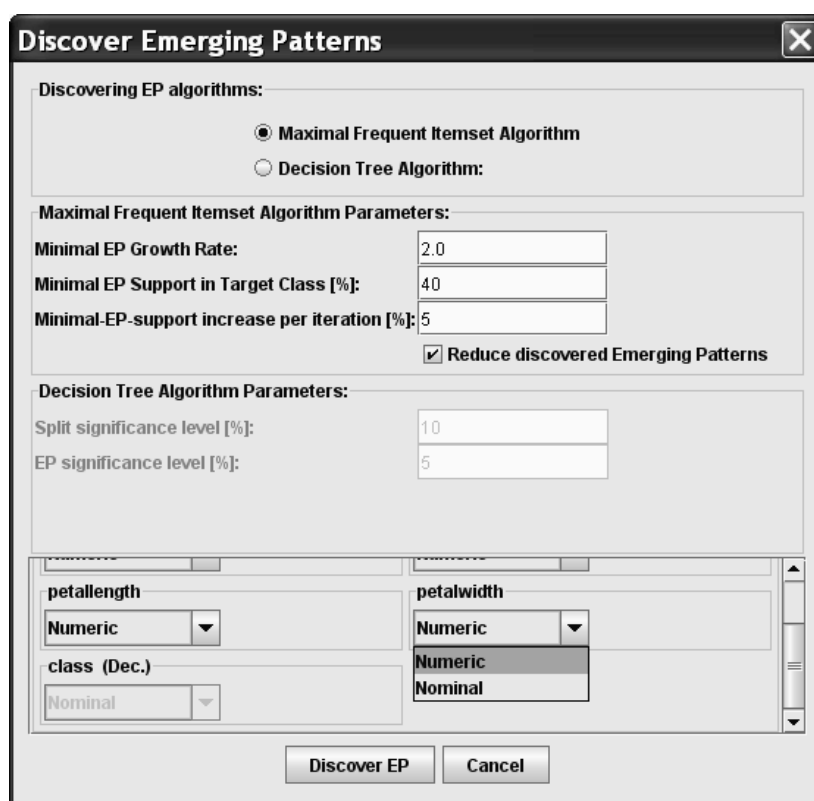 Discover Emerging Patterns
Discovering EP algorithms:
Maximal Frequent Itemset Algorithm
Decision Tree Algorithm:
Maximal Frequent Itemset Algorithm Parameters:
Minimal EP Growth Rate: 2.0
Minimal EP Support in Target Class [%]: 40
Minimal-EP-support increase per iteration [%]: 5
Reduce discovered Emerging Patterns
Decision Tree Algorithm Parameters:
Split significance level [%]: 10
EP significance level [%]: 5
petallength petalwidth
Numeric Numeric
class (Dec.) Numeric
Nominal Nominal
Discover EP Cancel